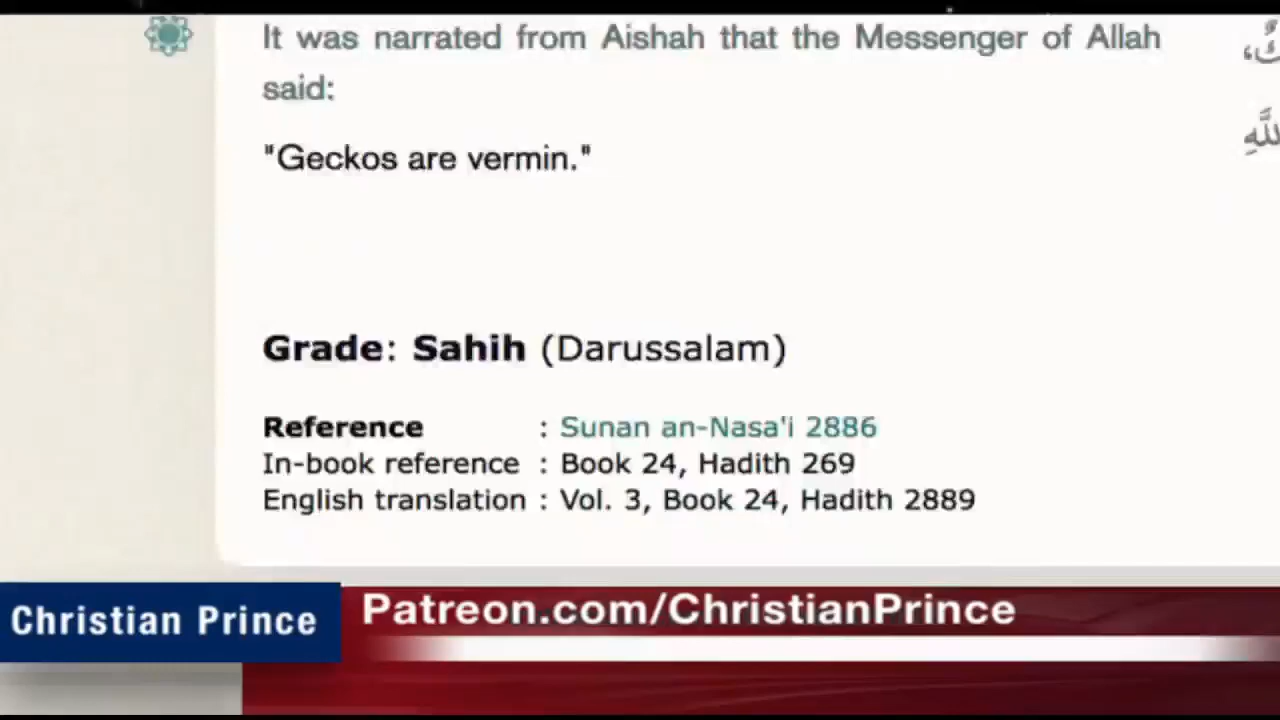 It was narrated from Aishah that the Messenger of Allah
said:
"Geckos are vermin."
Grade: Sahih (Darussalam)
Reference : Sunan an-Nasa'i 2886
In-book reference : Book 24, Hadith 269
English translation : Vol. 3, Book 24, Hadith 2889
Christian Prince
Patreon.com/ChristianPrince